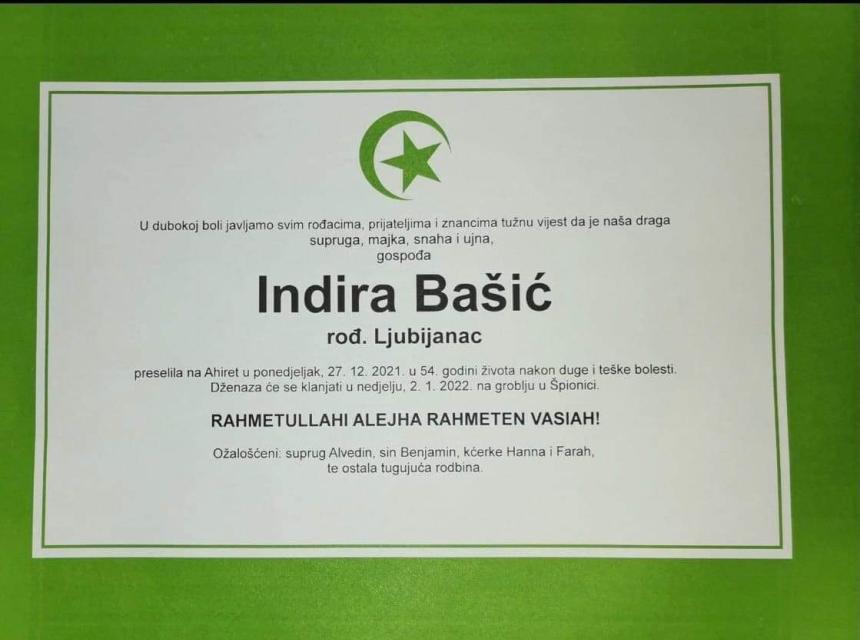 U dubokoj boli javljamo svim rođacima, prijateljima i znancima tužnu vijest da je naša draga
supruga, majka, snaha i ujna,
gospođa
Indira Bašić
rođ. Ljubijanac
preselila na Ahiret u ponedjeljak, 27. 12. 2021. u 54. godini života nakon duge i teške bolesti.
Dženaza će se klanjati u nedjelju, 2. 1. 2022. na groblju u Špionici.
RAHMETULLAHI ALEJHA RAHMETEN VASIAH!
Ožalošćeni: suprug Alvedin, sin Benjamin, kćerke Hanna i Farah,
te ostala tugujuća rodbina.